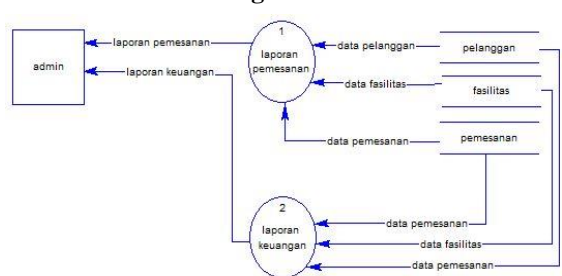 g
admin
laporan pemesanan
laporan keuangan
1
laporan
pemesanan
data pelanggan
pelanggan
data fasilitas
fasilitas
data pemesanan
pemesanan
2
laporan
keuangan
data pemesanan
data fasilitas
data pemesanan